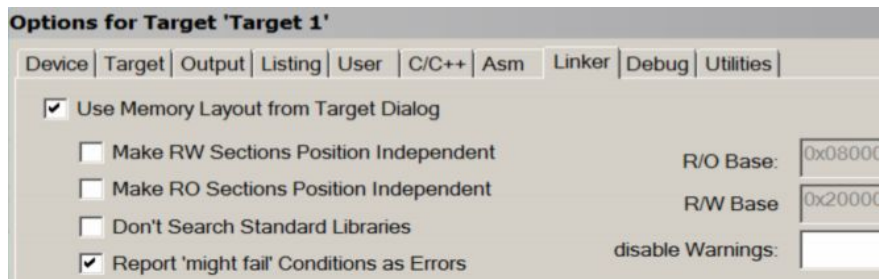 Options for Target 'Target 1'
Device Target Output Listing User C/C++ Asm Linker Debug Utilities
Use Memory Layout from Target Dialog
Make RW Sections Position Independent
R/O Base: 0x08000
Make RO Sections Position Independent
R/W Base 0x20000
Don't Search Standard Libraries
disable Warnings:
Report 'might fail' Conditions as Errors